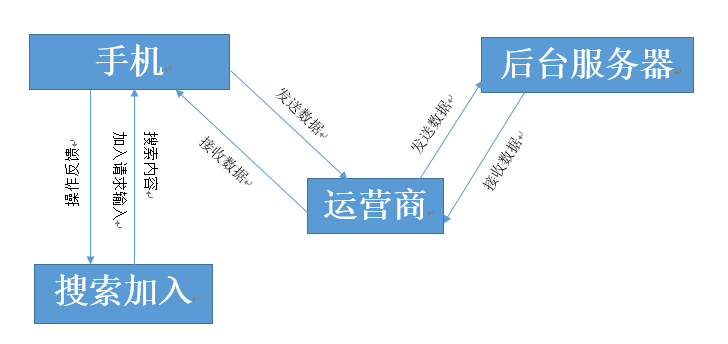 手机
后台服务器
发送数据
接收数据
发送数据
接收数据
操作反馈
搜索内容
加入请求输入
运营商
搜索加入